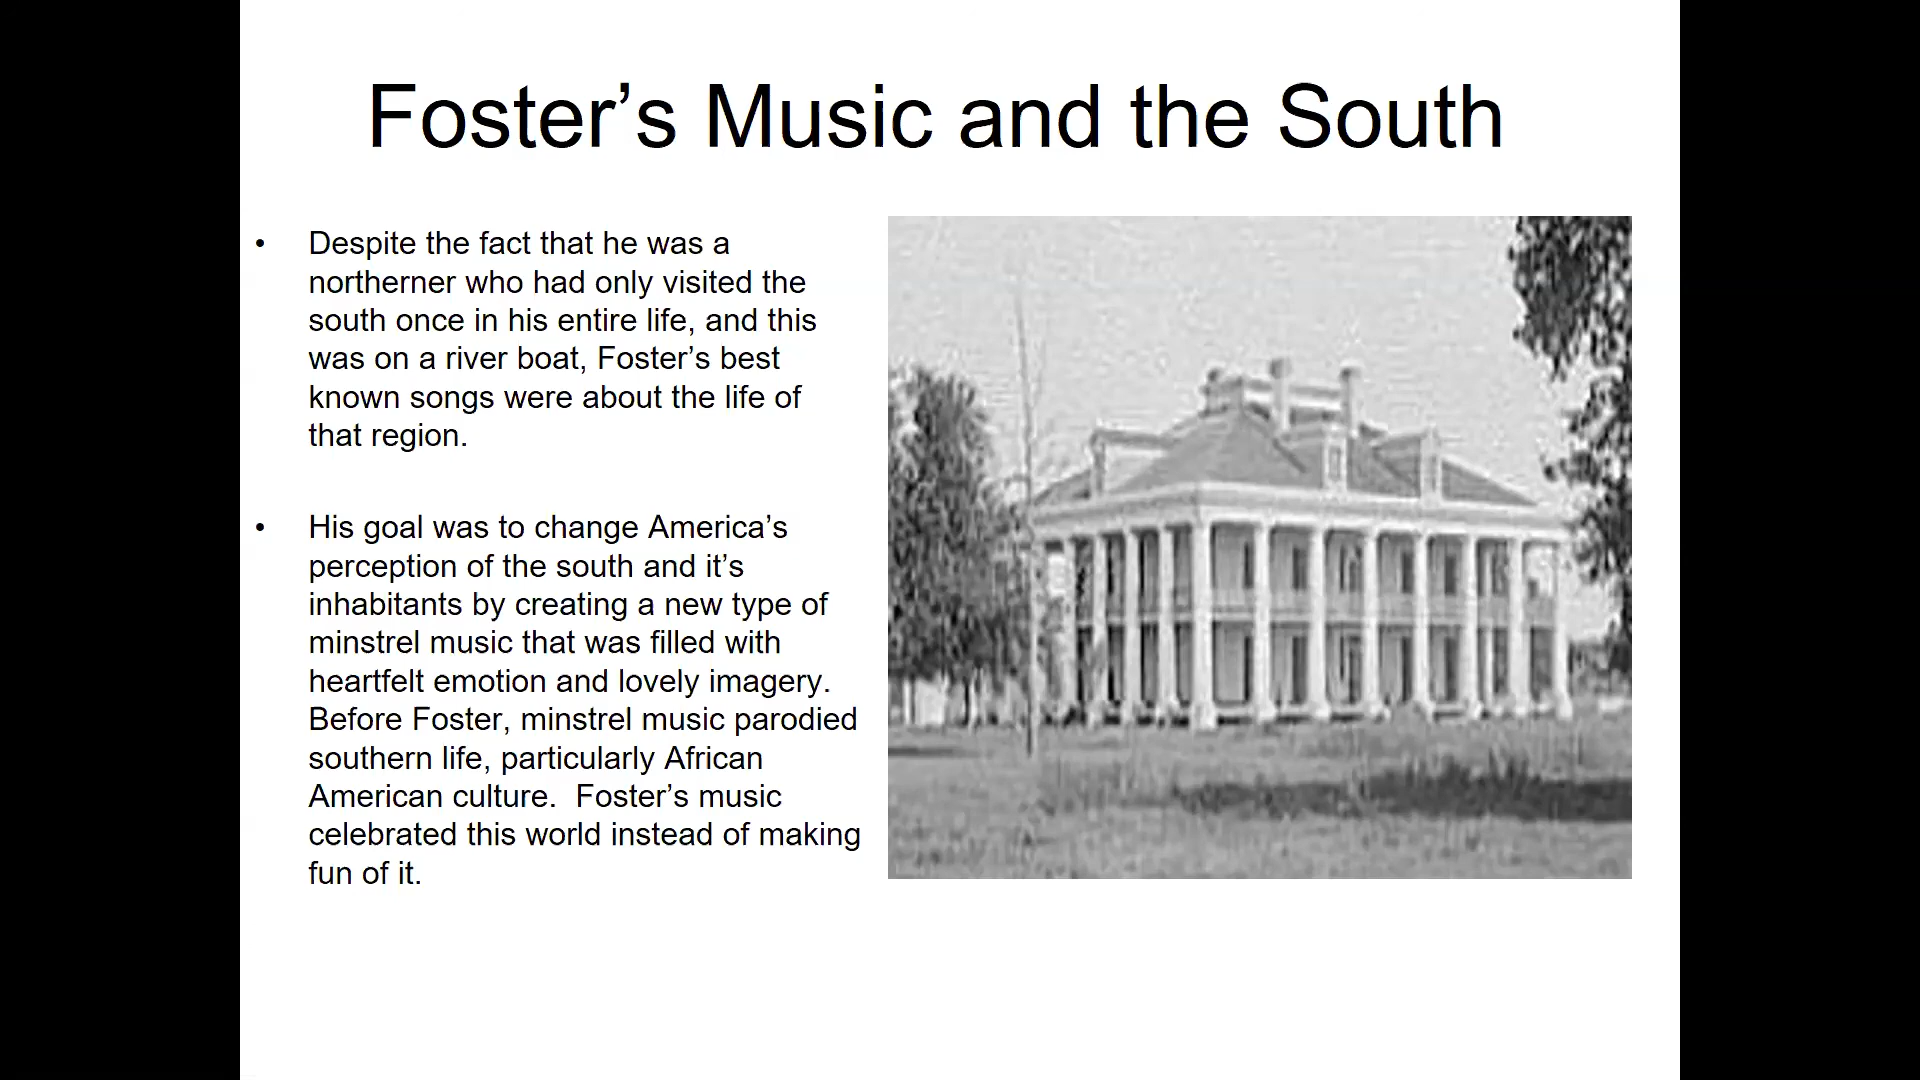 Foster’s Music and the South
• Despite the fact that he was a
northerner who had only visited the
south once in his entire life, and this
was on a river boat, Foster’s best
known songs were about the life of
that region.
• His goal was to change America’s
perception of the south and it’s
inhabitants by creating a new type of
minstrel music that was filled with
heartfelt emotion and lovely imagery.
Before Foster, minstrel music parodied
southern life, particularly African
American culture.  Foster’s music
celebrated this world instead of making
fun of it.